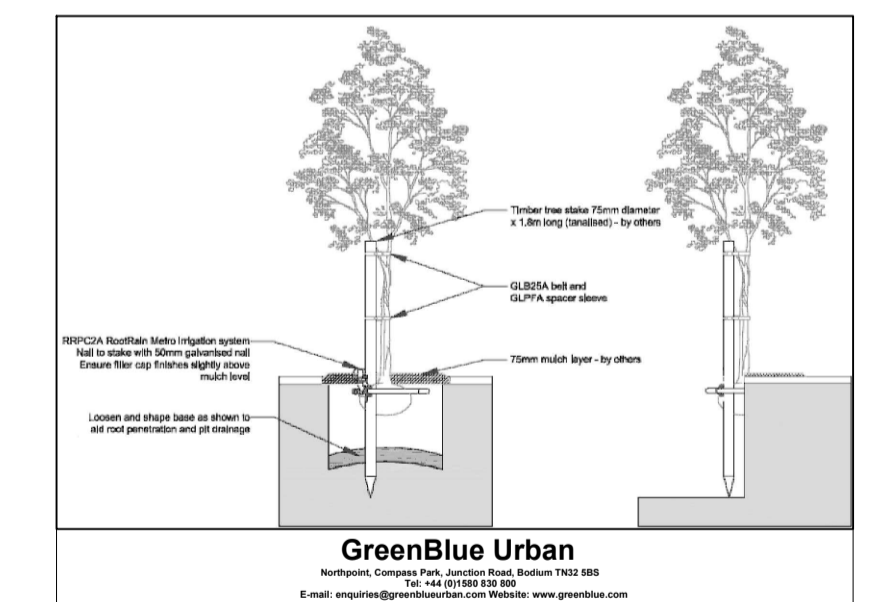 Timber tree stake 75mm diameter
x 1.8m long (tanalised) - by others
GLB25A belt and
GLPFA spacer sleeve
RRPC2A RootRain Metro Irrigation system
Nail to stake with 50mm galvanised nail
Ensure filler cap finishes slightly above
mulch level
75mm mulch layer - by others
Loosen and shape base as shown to
aid root penetration and pit drainage
GreenBlue Urban
Northpoint, Compass Park, Junction Road, Bodium TN32 5BS
Tel: +44 (0)1580 830 800
E-mail: enquiries@greenblueurban.com Website: www.greenblue.com